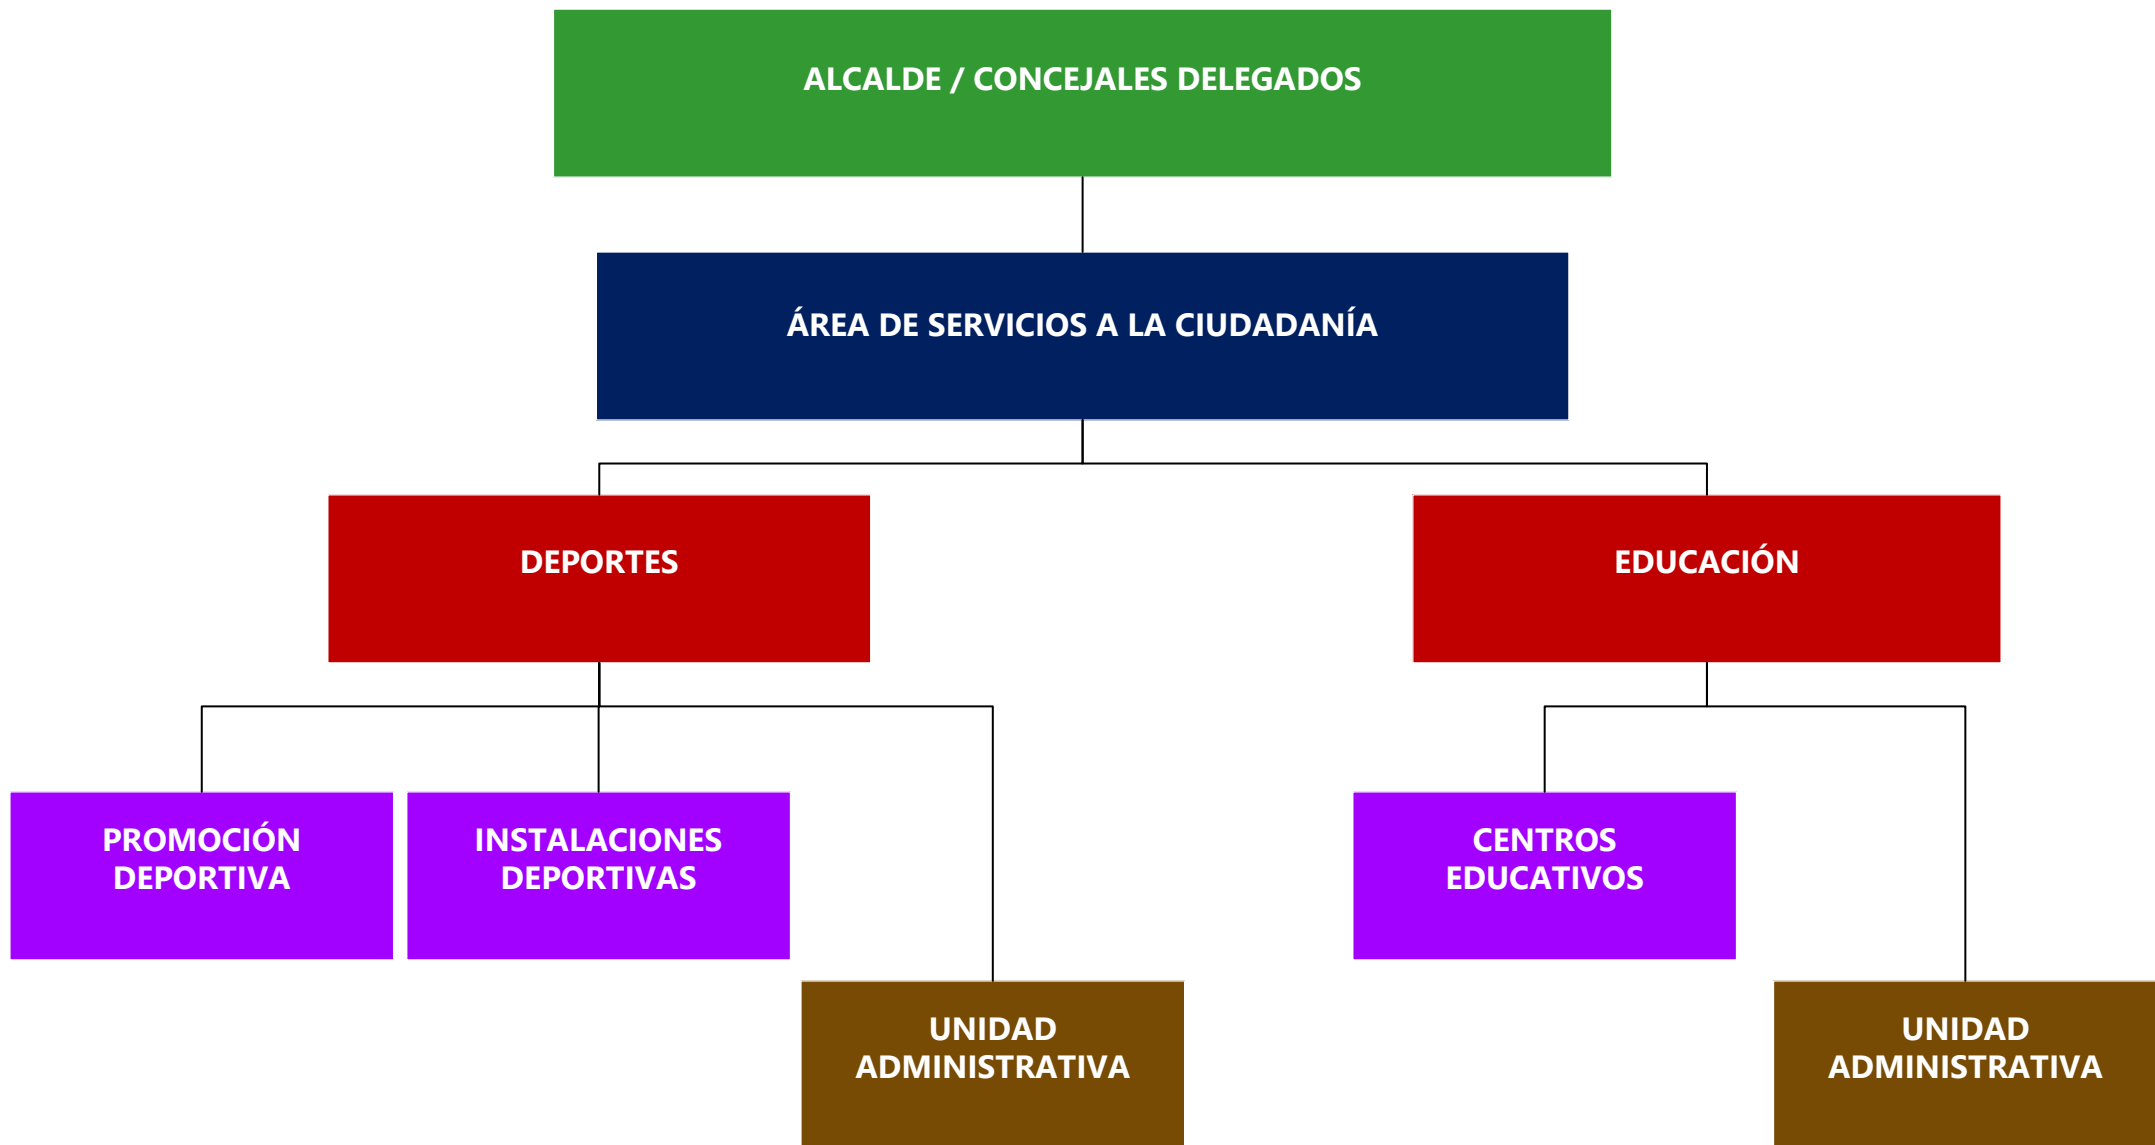 ALCALDE / CONCEJALES DELEGADOS
ÁREA DE SERVICIOS A LA CIUDADANÍA
DEPORTES
EDUCACIÓN
PROMOCIÓN
DEPORTIVA
INSTALACIONES
DEPORTIVAS
CENTROS
EDUCATIVOS
UNIDAD
ADMINISTRATIVA
UNIDAD
ADMINISTRATIVA